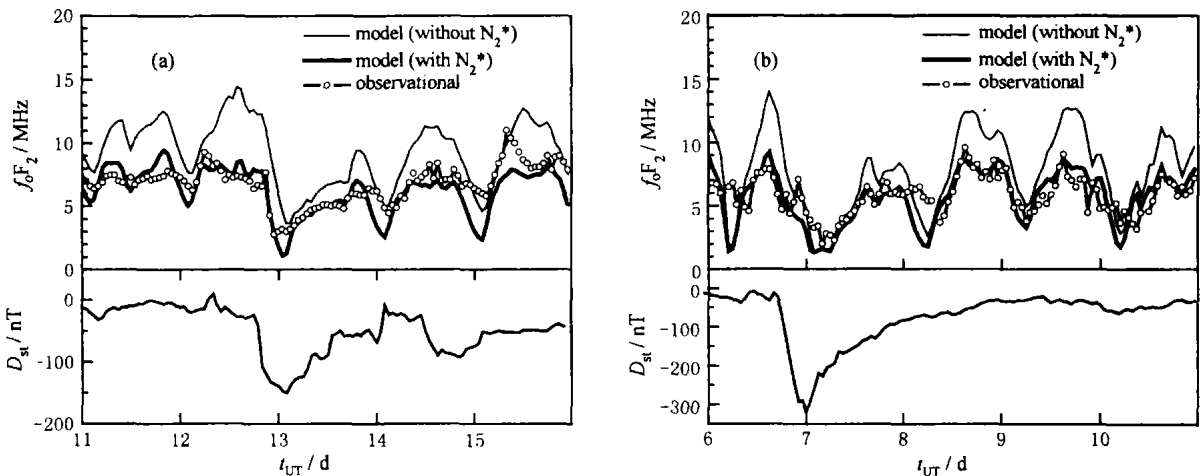 20
15
10
5
0
f₀F₂ / MHz
(a)
model (without N₂*)
model (with N₂*)
observational
0
-100
-200
D_st / nT
11 12 13 14 15
t_UT / d
20
15
10
5
0
f₀F₂ / MHz
(b)
model (without N₂*)
model (with N₂*)
observational
0
-100
-200
-300
D_st / nT
6 7 8 9 10
t_UT / d